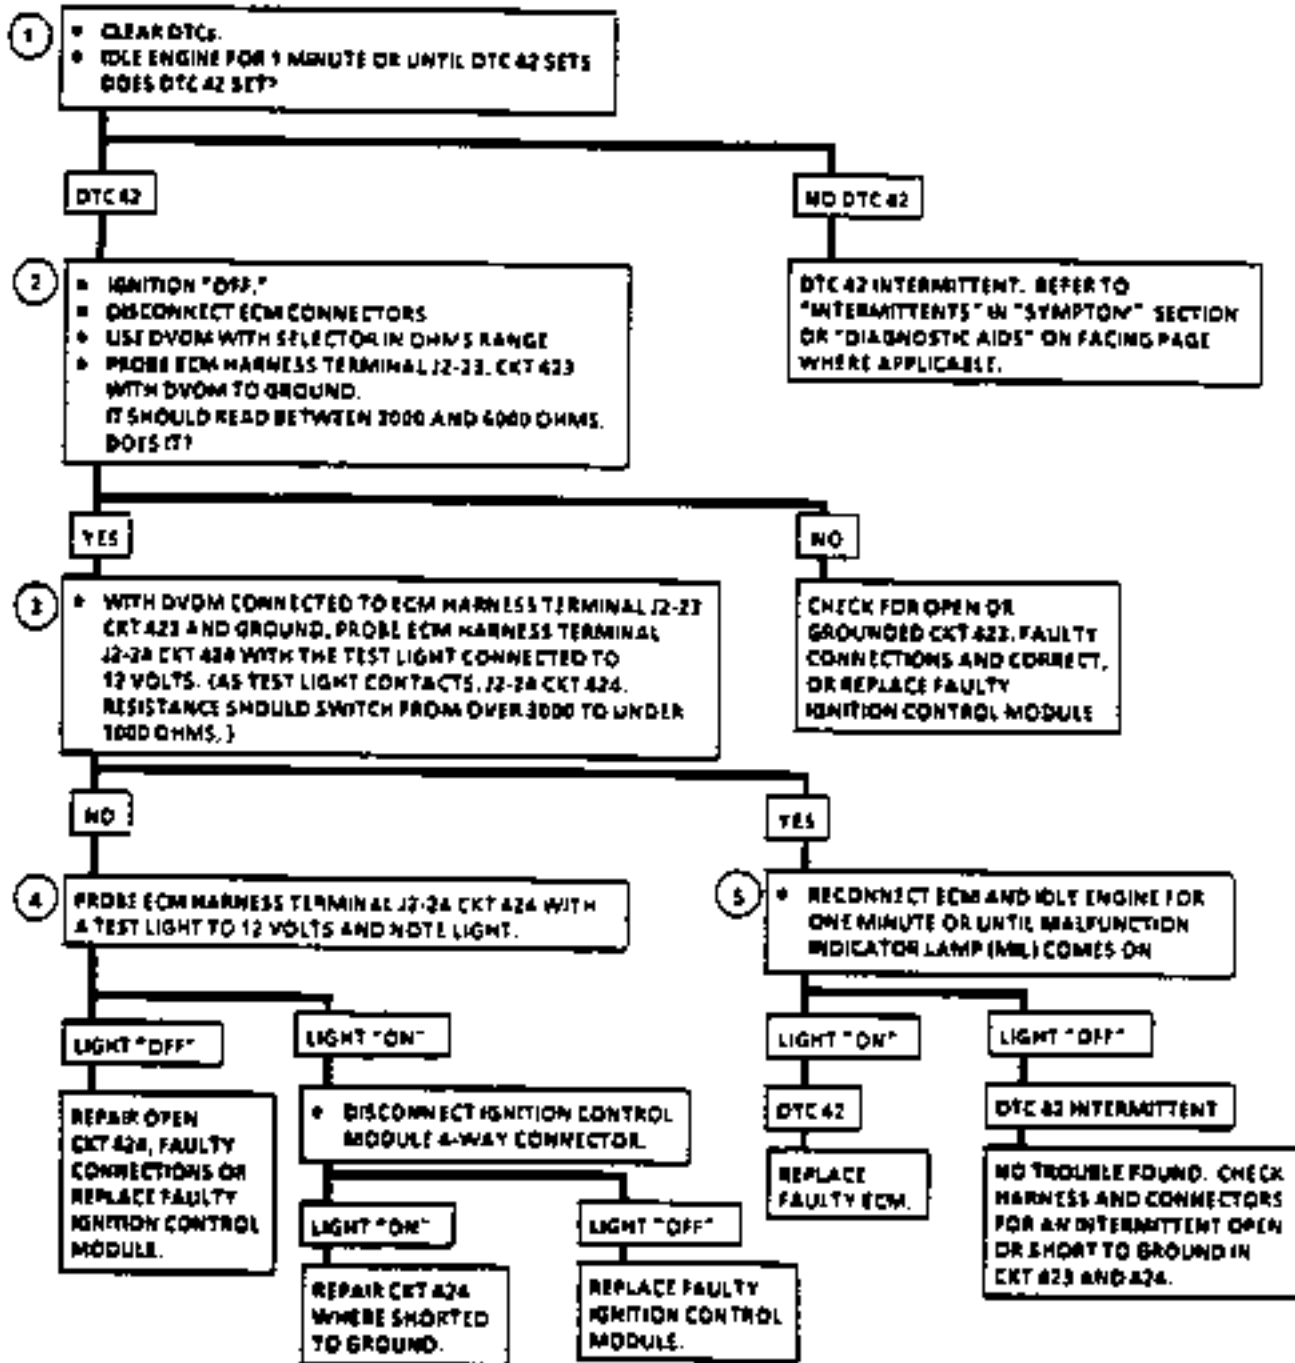 1
• CLEAR DTCs.
• IDLE ENGINE FOR 1 MINUTE OR UNTIL DTC 42 SETS
DOES DTC 42 SET?
DTC 42
NO DTC 42
2
• IGNITION "OFF."
• DISCONNECT ECM CONNECTORS
• USE DVOM WITH SELECTOR IN OHMS RANGE
• PROBE ECM HARNESS TERMINAL J2-23, CKT 423
WITH DVOM TO GROUND.
IT SHOULD READ BETWEEN 3000 AND 6000 OHMS.
DOES IT?
DTC 42 INTERMITTENT. REFER TO
"INTERMITTENTS" IN "SYMPTOM" SECTION
OR "DIAGNOSTIC AIDS" ON FACING PAGE
WHERE APPLICABLE.
YES
NO
3
• WITH DVOM CONNECTED TO ECM HARNESS TERMINAL J2-23
CKT 423 AND GROUND, PROBE ECM HARNESS TERMINAL
J2-24 CKT 424 WITH THE TEST LIGHT CONNECTED TO
12 VOLTS. (AS TEST LIGHT CONTACTS, J2-24 CKT 424,
RESISTANCE SHOULD SWITCH FROM OVER 3000 TO UNDER
1000 OHMS.)
CHECK FOR OPEN OR
GROUNDED CKT 423, FAULTY
CONNECTIONS AND CORRECT,
OR REPLACE FAULTY
IGNITION CONTROL MODULE
NO
YES
4
PROBE ECM HARNESS TERMINAL J2-24 CKT 424 WITH
A TEST LIGHT TO 12 VOLTS AND NOTE LIGHT.
5
• RECONNECT ECM AND IDLE ENGINE FOR
ONE MINUTE OR UNTIL MALFUNCTION
INDICATOR LAMP (MIL) COMES ON
LIGHT "OFF"
LIGHT "ON"
LIGHT "ON"
LIGHT "OFF"
REPAIR OPEN
CKT 424, FAULTY
CONNECTIONS OR
REPLACE FAULTY
IGNITION CONTROL
MODULE.
• DISCONNECT IGNITION CONTROL
MODULE 4-WAY CONNECTOR.
DTC 42
DTC 42 INTERMITTENT
REPLACE
FAULTY ECM.
NO TROUBLE FOUND. CHECK
HARNESS AND CONNECTORS
FOR AN INTERMITTENT OPEN
OR SHORT TO GROUND IN
CKT 423 AND 424.
LIGHT "ON"
LIGHT "OFF"
REPAIR CKT 424
WHERE SHORTED
TO GROUND.
REPLACE FAULTY
IGNITION CONTROL
MODULE.